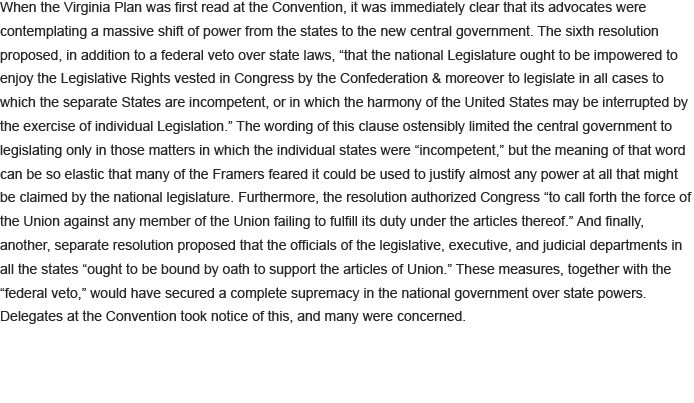 When the Virginia Plan was first read at the Convention, it was immediately clear that its advocates were
contemplating a massive shift of power from the states to the new central government. The sixth resolution
proposed, in addition to a federal veto over state laws, “that the national Legislature ought to be impowered to
enjoy the Legislative Rights vested in Congress by the Confederation & moreover to legislate in all cases to
which the separate States are incompetent, or in which the harmony of the United States may be interrupted by
the exercise of individual Legislation.” The wording of this clause ostensibly limited the central government to
legislating only in those matters in which the individual states were “incompetent,” but the meaning of that word
can be so elastic that many of the Framers feared it could be used to justify almost any power at all that might
be claimed by the national legislature. Furthermore, the resolution authorized Congress “to call forth the force of
the Union against any member of the Union failing to fulfill its duty under the articles thereof.” And finally,
another, separate resolution proposed that the officials of the legislative, executive, and judicial departments in
all the states “ought to be bound by oath to support the articles of Union.” These measures, together with the
“federal veto,” would have secured a complete supremacy in the national government over state powers.
Delegates at the Convention took notice of this, and many were concerned.